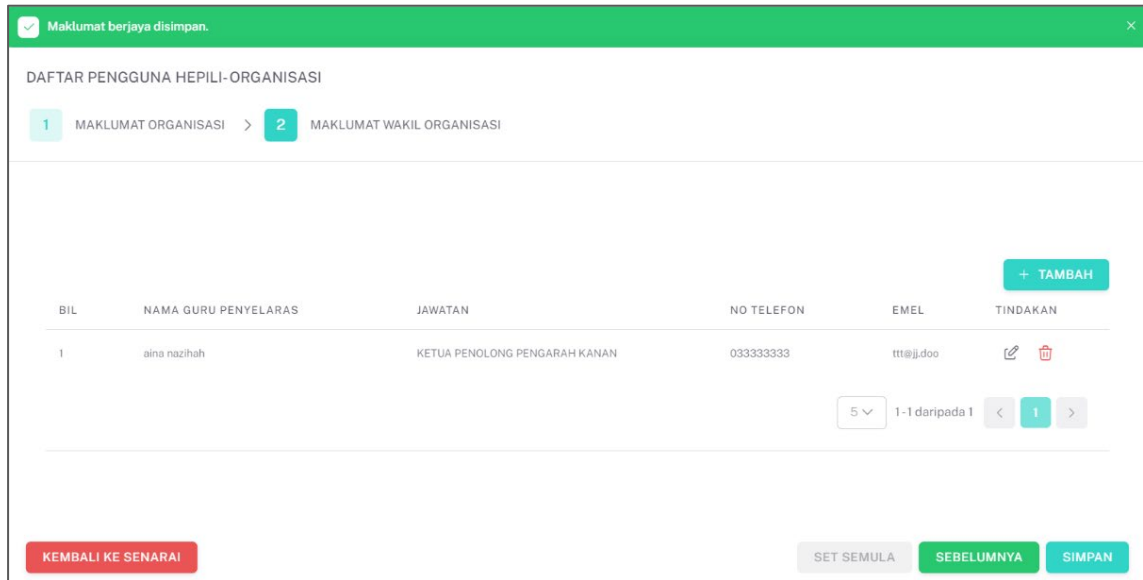 Maklumat berjaya disimpan.
DAFTAR PENGGUNA HEPILI-ORGANISASI
1 MAKLUMAT ORGANISASI > 2 MAKLUMAT WAKIL ORGANISASI
+ TAMBAH
BIL NAMA GURU PENYELARAS JAWATAN NO TELEFON EMEL TINDAKAN
1 aina nazihah KETUA PENOLONG PENGARAH KANAN 033333333 ttt@jj.doo
5 1-1 daripada 1 < 1 >
KEMBALI KE SENARAI SET SEMULA SEBELUMNYA SIMPAN